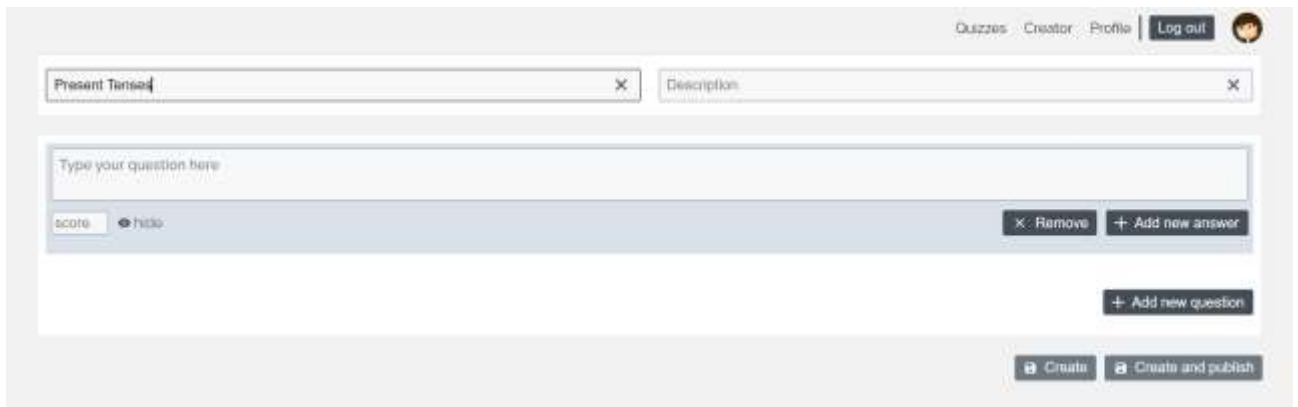 Quizzes Creator Profile Log out
Present Tenses Description
Type your question here
score hide Remove Add new answer
Add new question
Create Create and publish